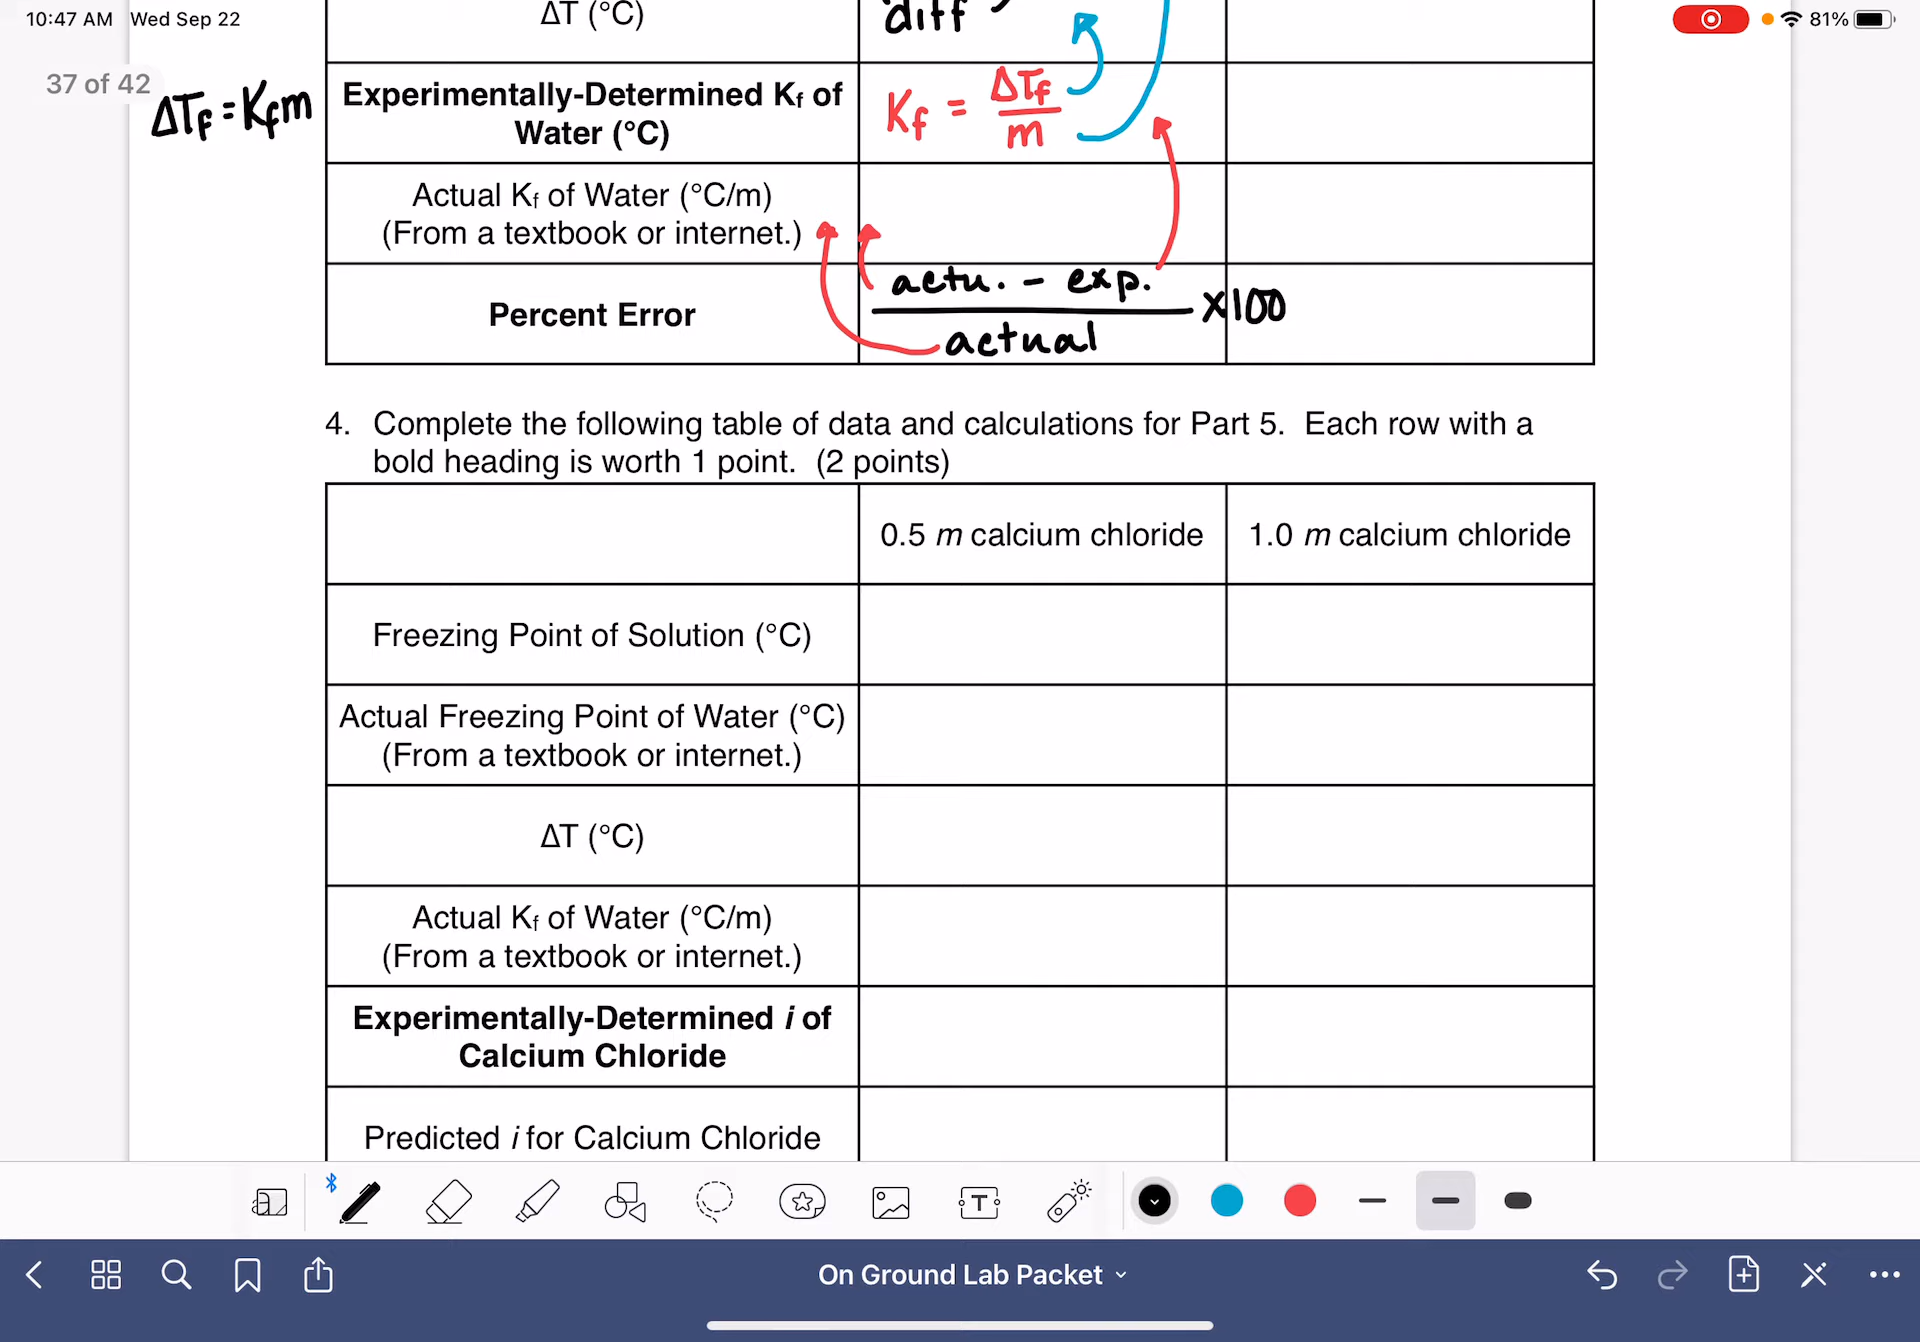 10:47 AM Wed Sep 22
81%
37 of 42
ΔT (°C)
diff
ΔTf = Kfm
Experimentally-Determined Kf of
Water (°C)
Kf = ΔTf
m
Actual Kf of Water (°C/m)
(From a textbook or internet.)
Percent Error
actu. - exp.
actual
x100
4. Complete the following table of data and calculations for Part 5. Each row with a
bold heading is worth 1 point. (2 points)
0.5 m calcium chloride
1.0 m calcium chloride
Freezing Point of Solution (°C)
Actual Freezing Point of Water (°C)
(From a textbook or internet.)
ΔT (°C)
Actual Kf of Water (°C/m)
(From a textbook or internet.)
Experimentally-Determined i of
Calcium Chloride
Predicted i for Calcium Chloride
On Ground Lab Packet